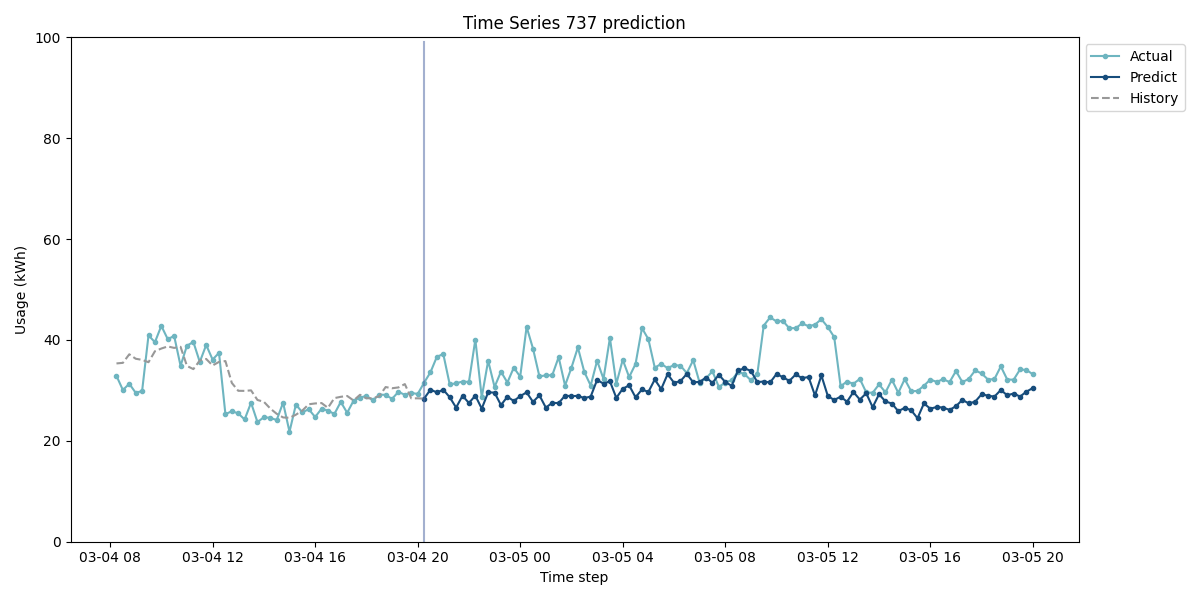 Time Series 737 prediction
100
80
60
40
20
0
Usage (kWh)
03-04 08
03-04 12
03-04 16
03-04 20
03-05 00
03-05 04
03-05 08
03-05 12
03-05 16
03-05 20
Time step
Actual
Predict
History